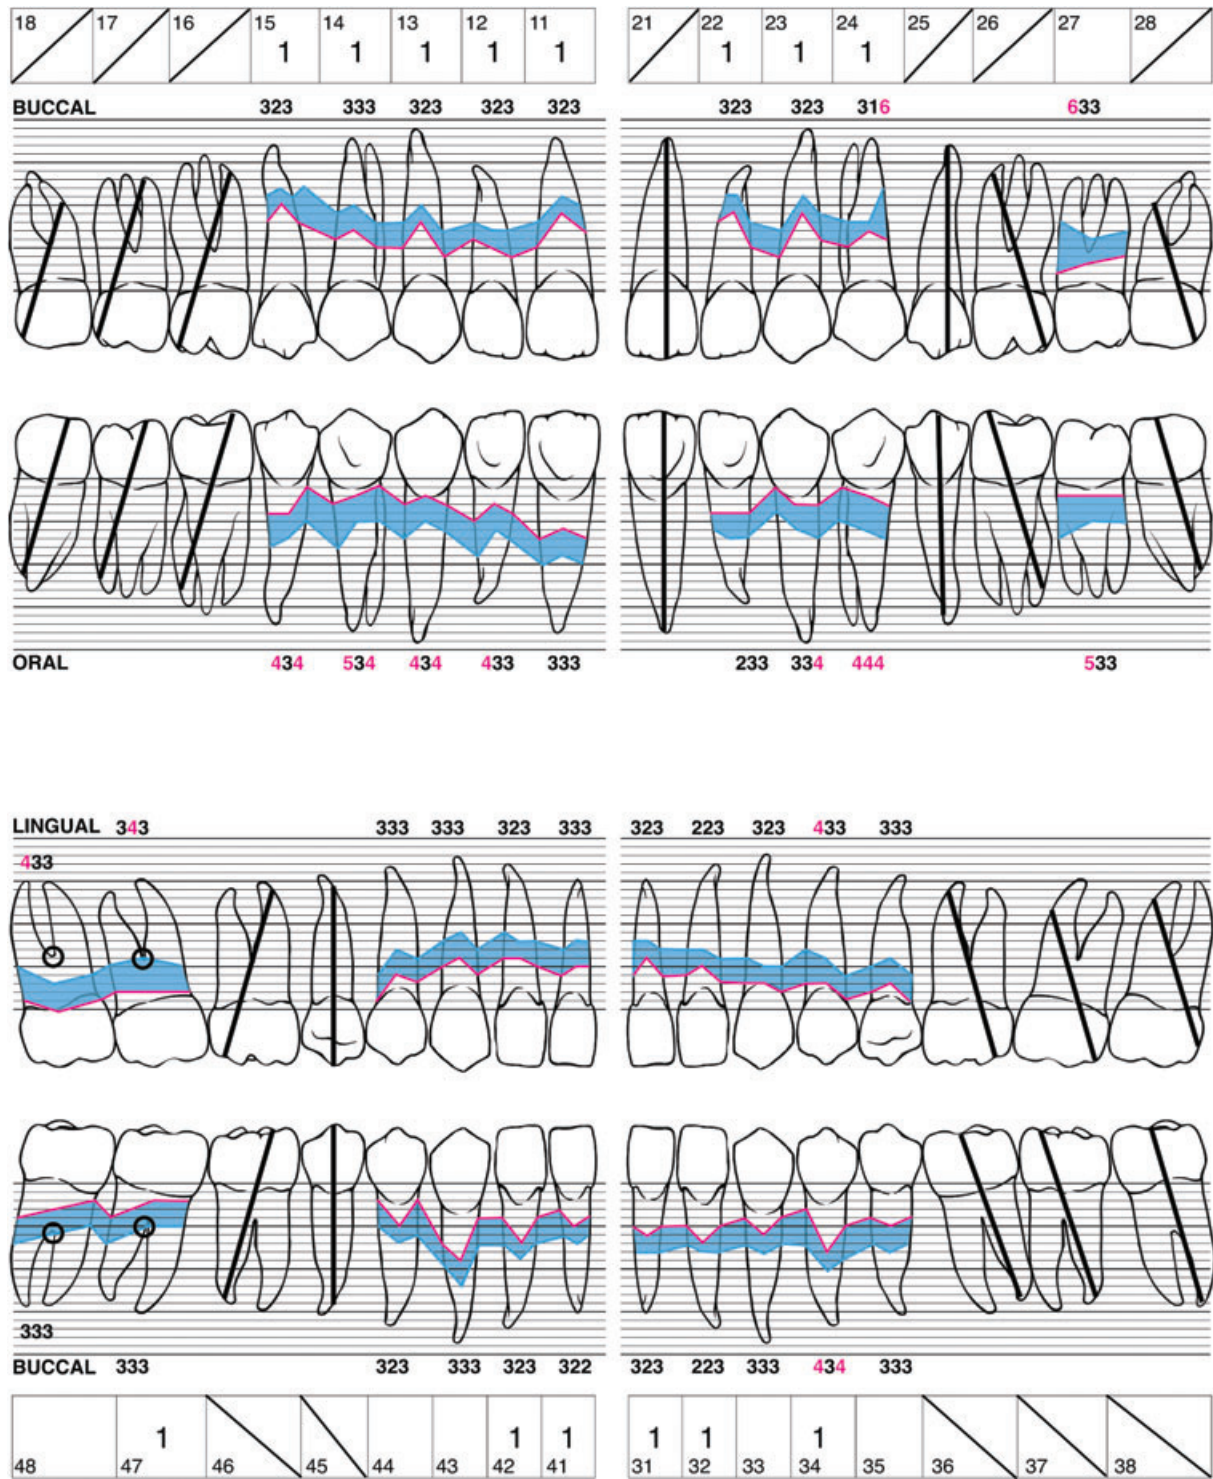 18 17 16 15 14 13 12 11 21 22 23 24 25 26 27 28
1 1 1 1 1 1 1 1
BUCCAL 323 333 323 323 323 323 323 316 633
ORAL 434 534 434 433 333 233 334 444 533
LINGUAL 343 333 333 323 333 323 223 323 433 333
433
333
BUCCAL 333 323 333 323 322 323 223 333 434 333
1 1 1 1 1 1
48 47 46 45 44 43 42 41 31 32 33 34 35 36 37 38